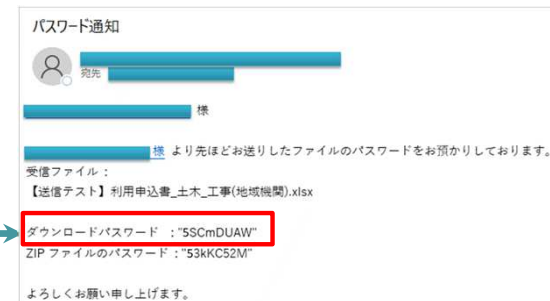 パスワード通知
宛先
様
様 より先ほどお送りしたファイルのパスワードをお預かりしております。
受信ファイル：
【送信テスト】利用申込書_土木_工事(地域機関).xlsx
ダウンロードパスワード ："5SCmDUAW"
ZIP ファイルのパスワード："53kKC52M"
よろしくお願い申し上げます。